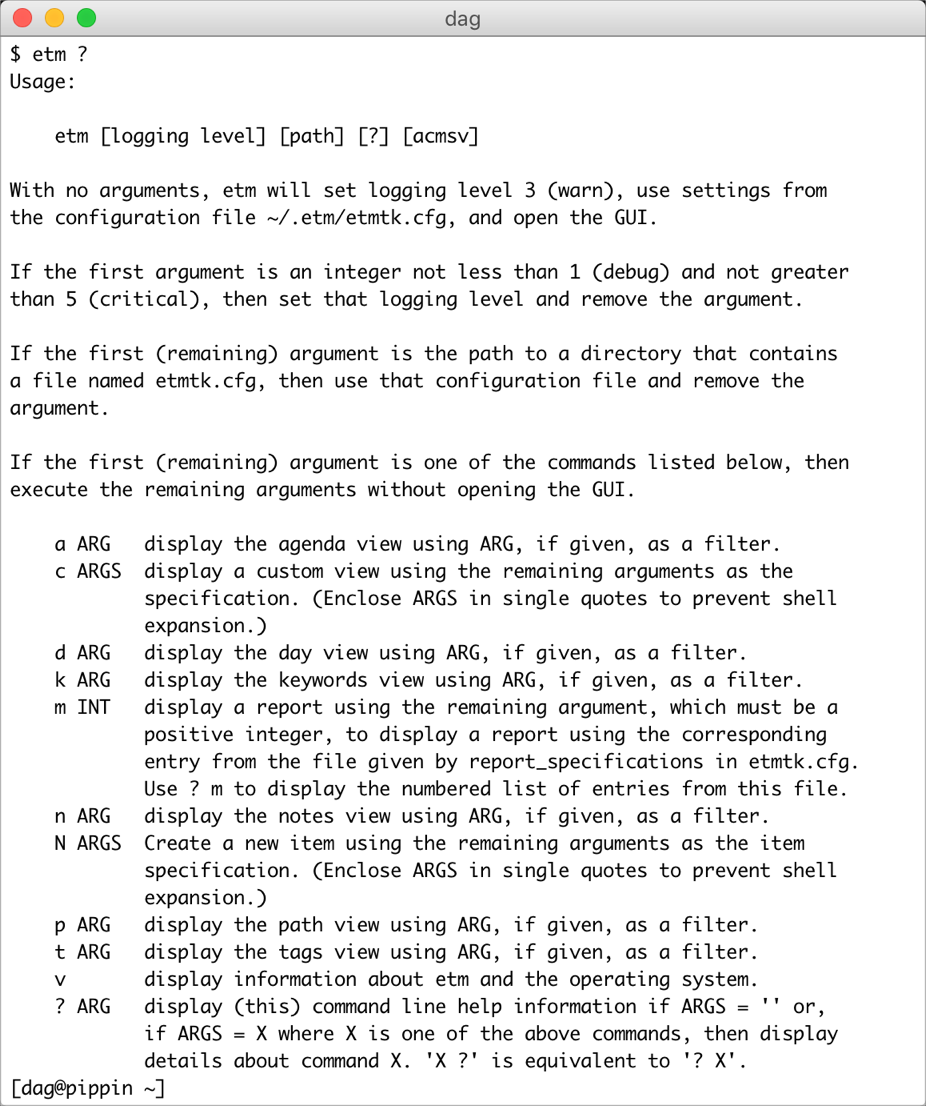 dag
$ etm ?
Usage:
    etm [logging level] [path] [?] [acmsv]
With no arguments, etm will set logging level 3 (warn), use settings from
the configuration file ~/.etm/etmtk.cfg, and open the GUI.
If the first argument is an integer not less than 1 (debug) and not greater
than 5 (critical), then set that logging level and remove the argument.
If the first (remaining) argument is the path to a directory that contains
a file named etmtk.cfg, then use that configuration file and remove the
argument.
If the first (remaining) argument is one of the commands listed below, then
execute the remaining arguments without opening the GUI.
    a ARG   display the agenda view using ARG, if given, as a filter.
    c ARGS  display a custom view using the remaining arguments as the
            specification. (Enclose ARGS in single quotes to prevent shell
            expansion.)
    d ARG   display the day view using ARG, if given, as a filter.
    k ARG   display the keywords view using ARG, if given, as a filter.
    m INT   display a report using the remaining argument, which must be a
            positive integer, to display a report using the corresponding
            entry from the file given by report_specifications in etmtk.cfg.
            Use ? m to display the numbered list of entries from this file.
    n ARG   display the notes view using ARG, if given, as a filter.
    N ARGS  Create a new item using the remaining arguments as the item
            specification. (Enclose ARGS in single quotes to prevent shell
            expansion.)
    p ARG   display the path view using ARG, if given, as a filter.
    t ARG   display the tags view using ARG, if given, as a filter.
    v       display information about etm and the operating system.
    ? ARG   display (this) command line help information if ARGS = '' or,
            if ARGS = X where X is one of the above commands, then display
            details about command X. 'X ?' is equivalent to '? X'.
[dag@pippin ~]